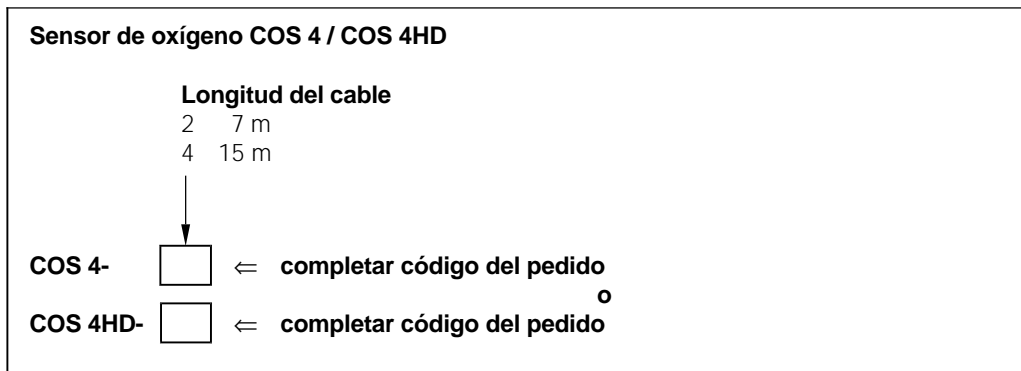 Sensor de oxígeno COS 4 / COS 4HD
Longitud del cable
2 7 m
4 15 m
COS 4- ⇐ completar código del pedido
o
COS 4HD- ⇐ completar código del pedido